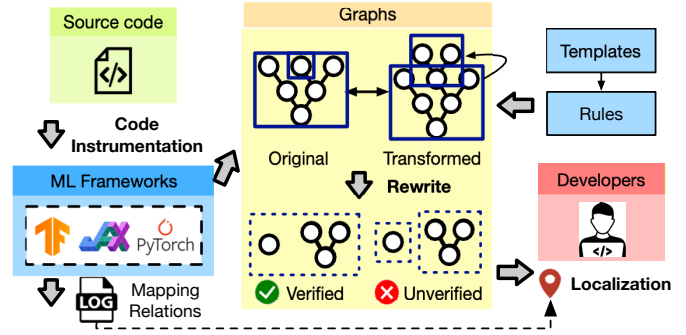 Source code
</>
Code
Instrumentation
ML Frameworks
JAX
PyTorch
LOG
Mapping
Relations
Graphs
Original
Transformed
Rewrite
Verified
Unverified
Templates
Rules
Developers
</>
Localization